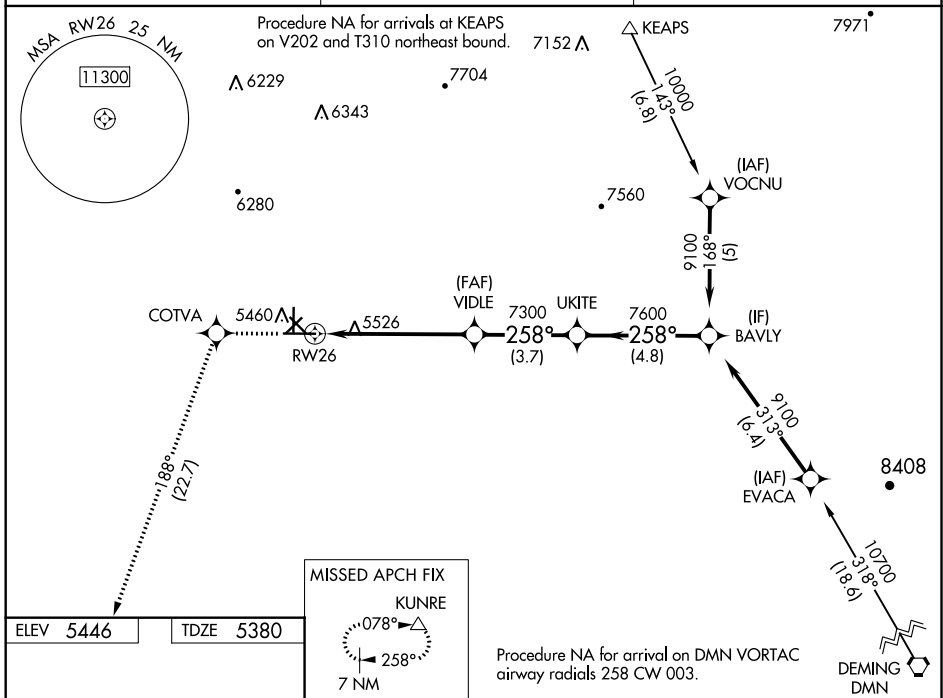 MSA RW26 25 NM
11300
Procedure NA for arrivals at KEAPS
on V202 and T310 northeast bound.
7152
KEAPS
7971
6229
7704
6343
10000
143°
(6.8)
(IAF)
VOCNU
6280
7560
9100
168°
(5)
(FAF)
VIDLE
7300
258°
(3.7)
UKITE
7600
258°
(4.8)
(IF)
BAVLY
COTVA
5460
5526
RW26
9100
313°
(6.4)
(IAF)
EVACA
8408
188°
(22.7)
10700
318°
(18.6)
MISSED APCH FIX
KUNRE
078°
258°
7 NM
ELEV 5446
TDZE 5380
Procedure NA for arrival on DMN VORTAC
airway radials 258 CW 003.
DEMING
DMN